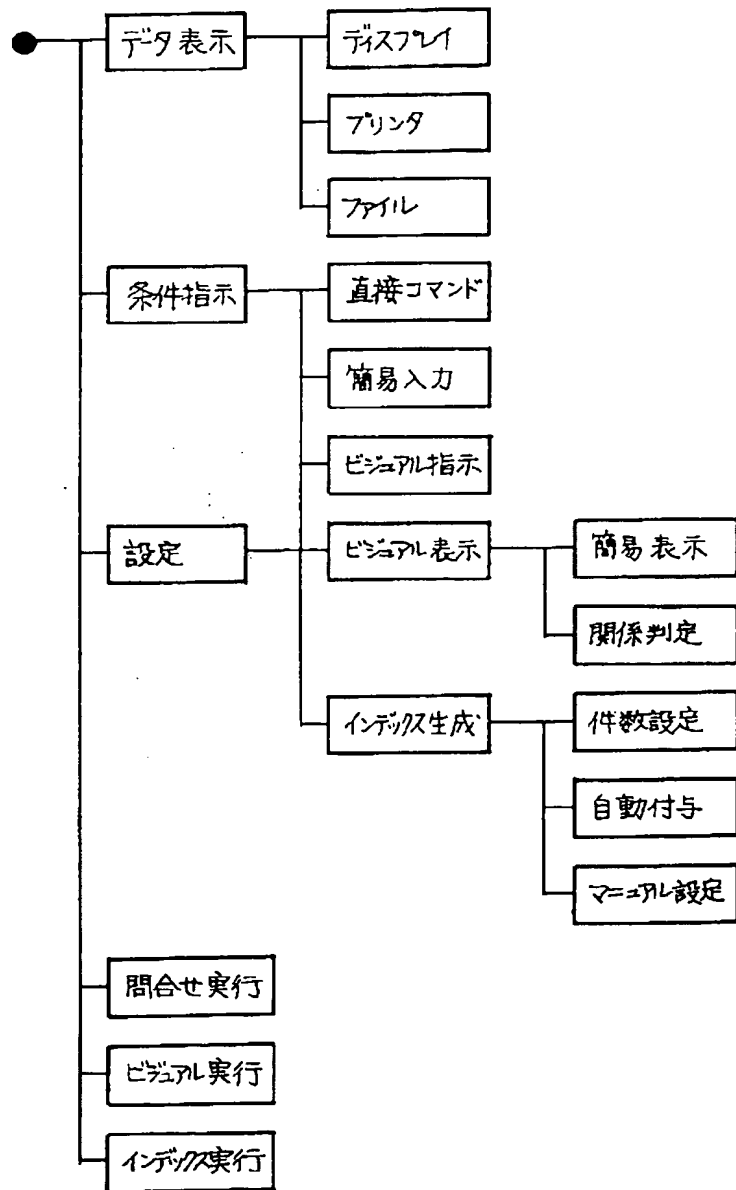 データ表示
ディスプレイ
プリンタ
ファイル
条件指示
直接コマンド
簡易入力
ビジュアル指示
設定
ビジュアル表示
簡易表示
関係判定
インデックス生成
件数設定
自動付与
マニュアル設定
問合せ実行
ビジュアル実行
インデックス実行